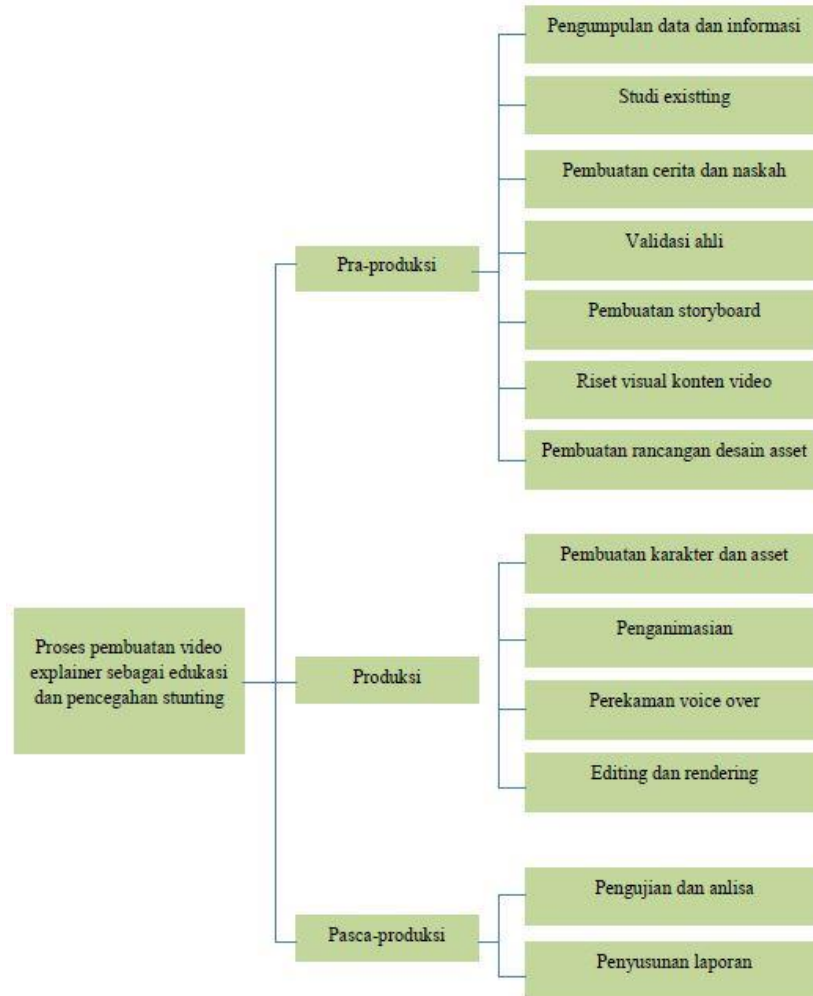 Proses pembuatan video
explainer sebagai edukasi
dan pencegahan stunting
Pra-produksi
Pengumpulan data dan informasi
Studi existting
Pembuatan cerita dan naskah
Validasi ahli
Pembuatan storyboard
Riset visual konten video
Pembuatan rancangan desain asset
Produksi
Pembuatan karakter dan asset
Penganimasian
Perekaman voice over
Editing dan rendering
Pasca-produksi
Pengujian dan anlisa
Penyusunan laporan